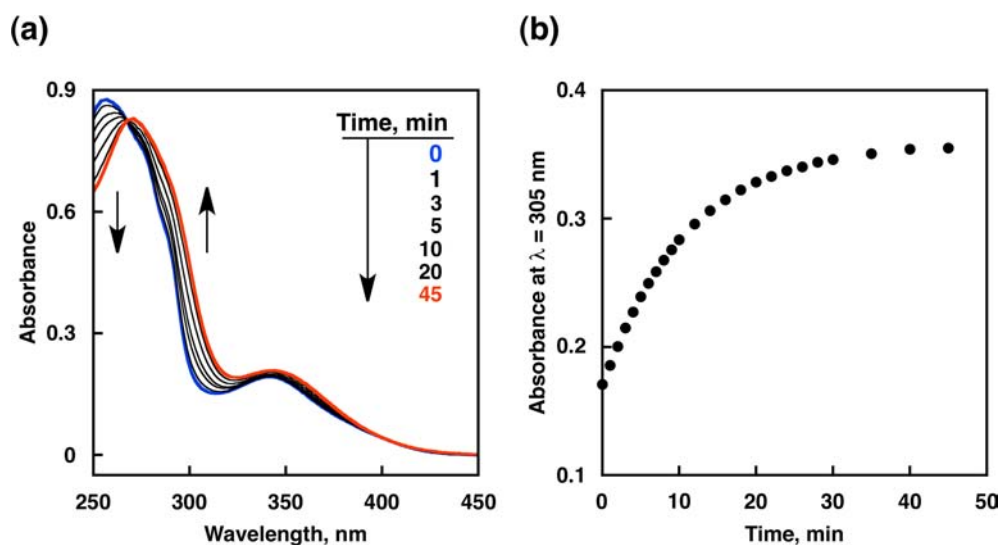 (a)
0.9
0.6
0.3
0
Absorbance
250 300 350 400 450
Wavelength, nm
Time, min
0
1
3
5
10
20
45
(b)
0.4
0.3
0.2
0.1
Absorbance at λ = 305 nm
0 10 20 30 40 50
Time, min